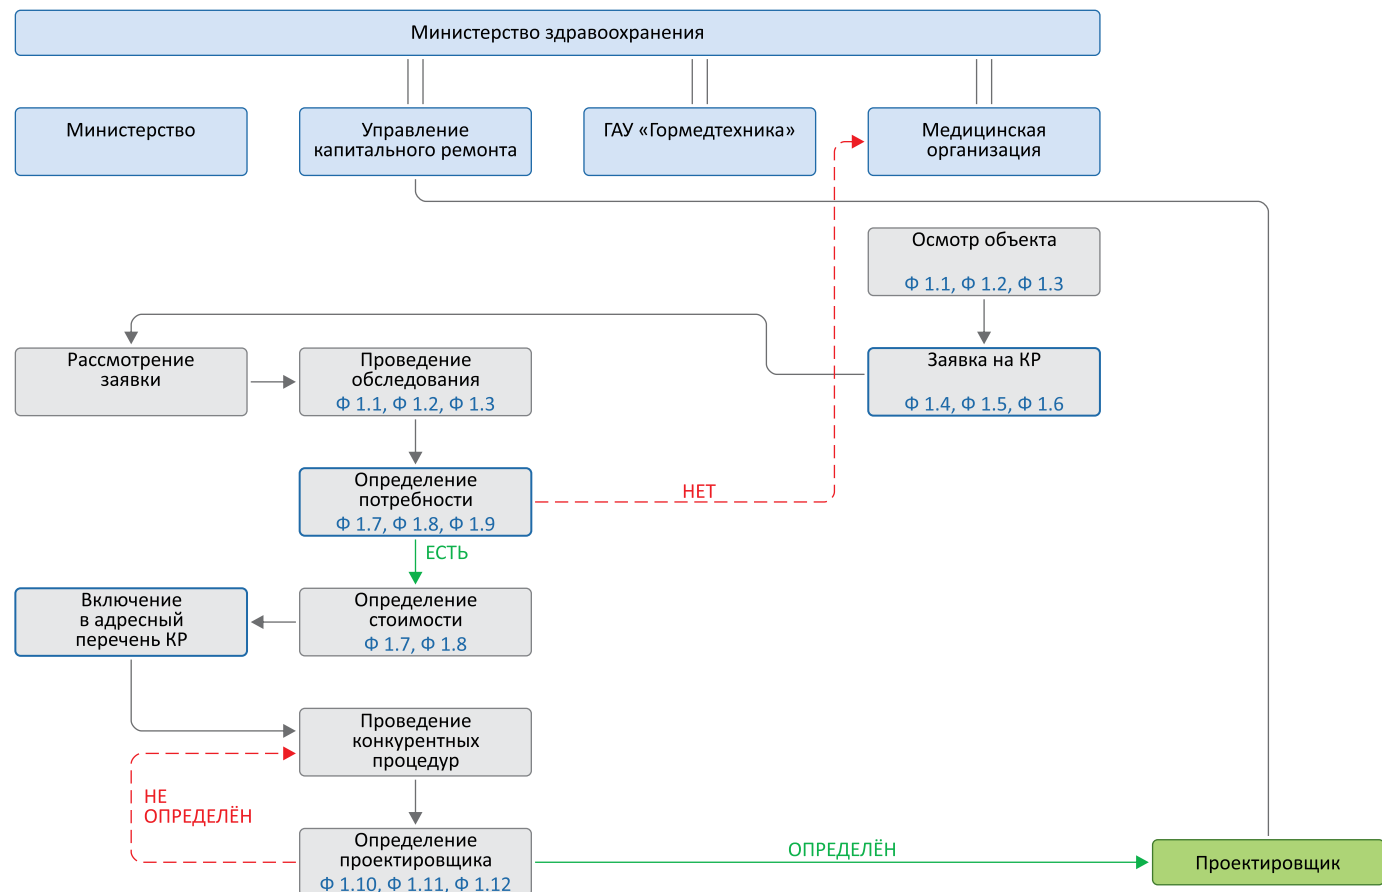 Министерство здравоохранения
Министерство
Управление
капитального ремонта
ГАУ «Гормедтехника»
Медицинская
организация
Осмотр объекта
Ф 1.1, Ф 1.2, Ф 1.3
Рассмотрение
заявки
Проведение
обследования
Ф 1.1, Ф 1.2, Ф 1.3
Заявка на КР
Ф 1.4, Ф 1.5, Ф 1.6
Определение
потребности
Ф 1.7, Ф 1.8, Ф 1.9
НЕТ
ЕСТЬ
Включение
в адресный
перечень КР
Определение
стоимости
Ф 1.7, Ф 1.8
Проведение
конкурентных
процедур
НЕ
ОПРЕДЕЛЁН
Определение
проектировщика
Ф 1.10, Ф 1.11, Ф 1.12
ОПРЕДЕЛЁН
Проектировщик